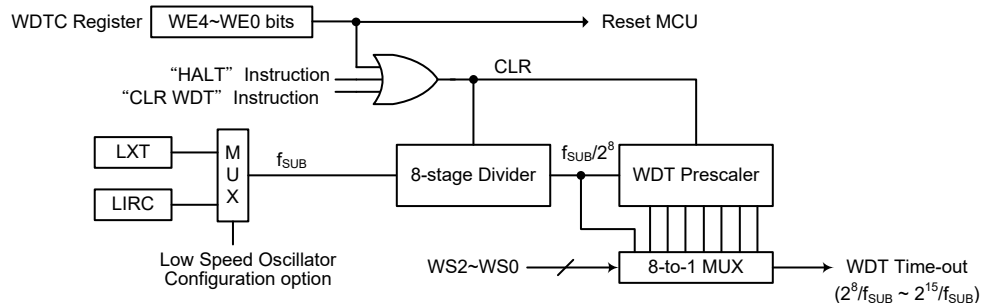 WDTC Register WE4~WE0 bits Reset MCU
CLR
“HALT” Instruction
“CLR WDT” Instruction
LXT
LIRC
M
U
X
fSUB
8-stage Divider
fSUB/2^8
WDT Prescaler
Low Speed Oscillator
Configuration option
WS2~WS0
8-to-1 MUX
WDT Time-out
(2^8/fSUB ~ 2^15/fSUB)